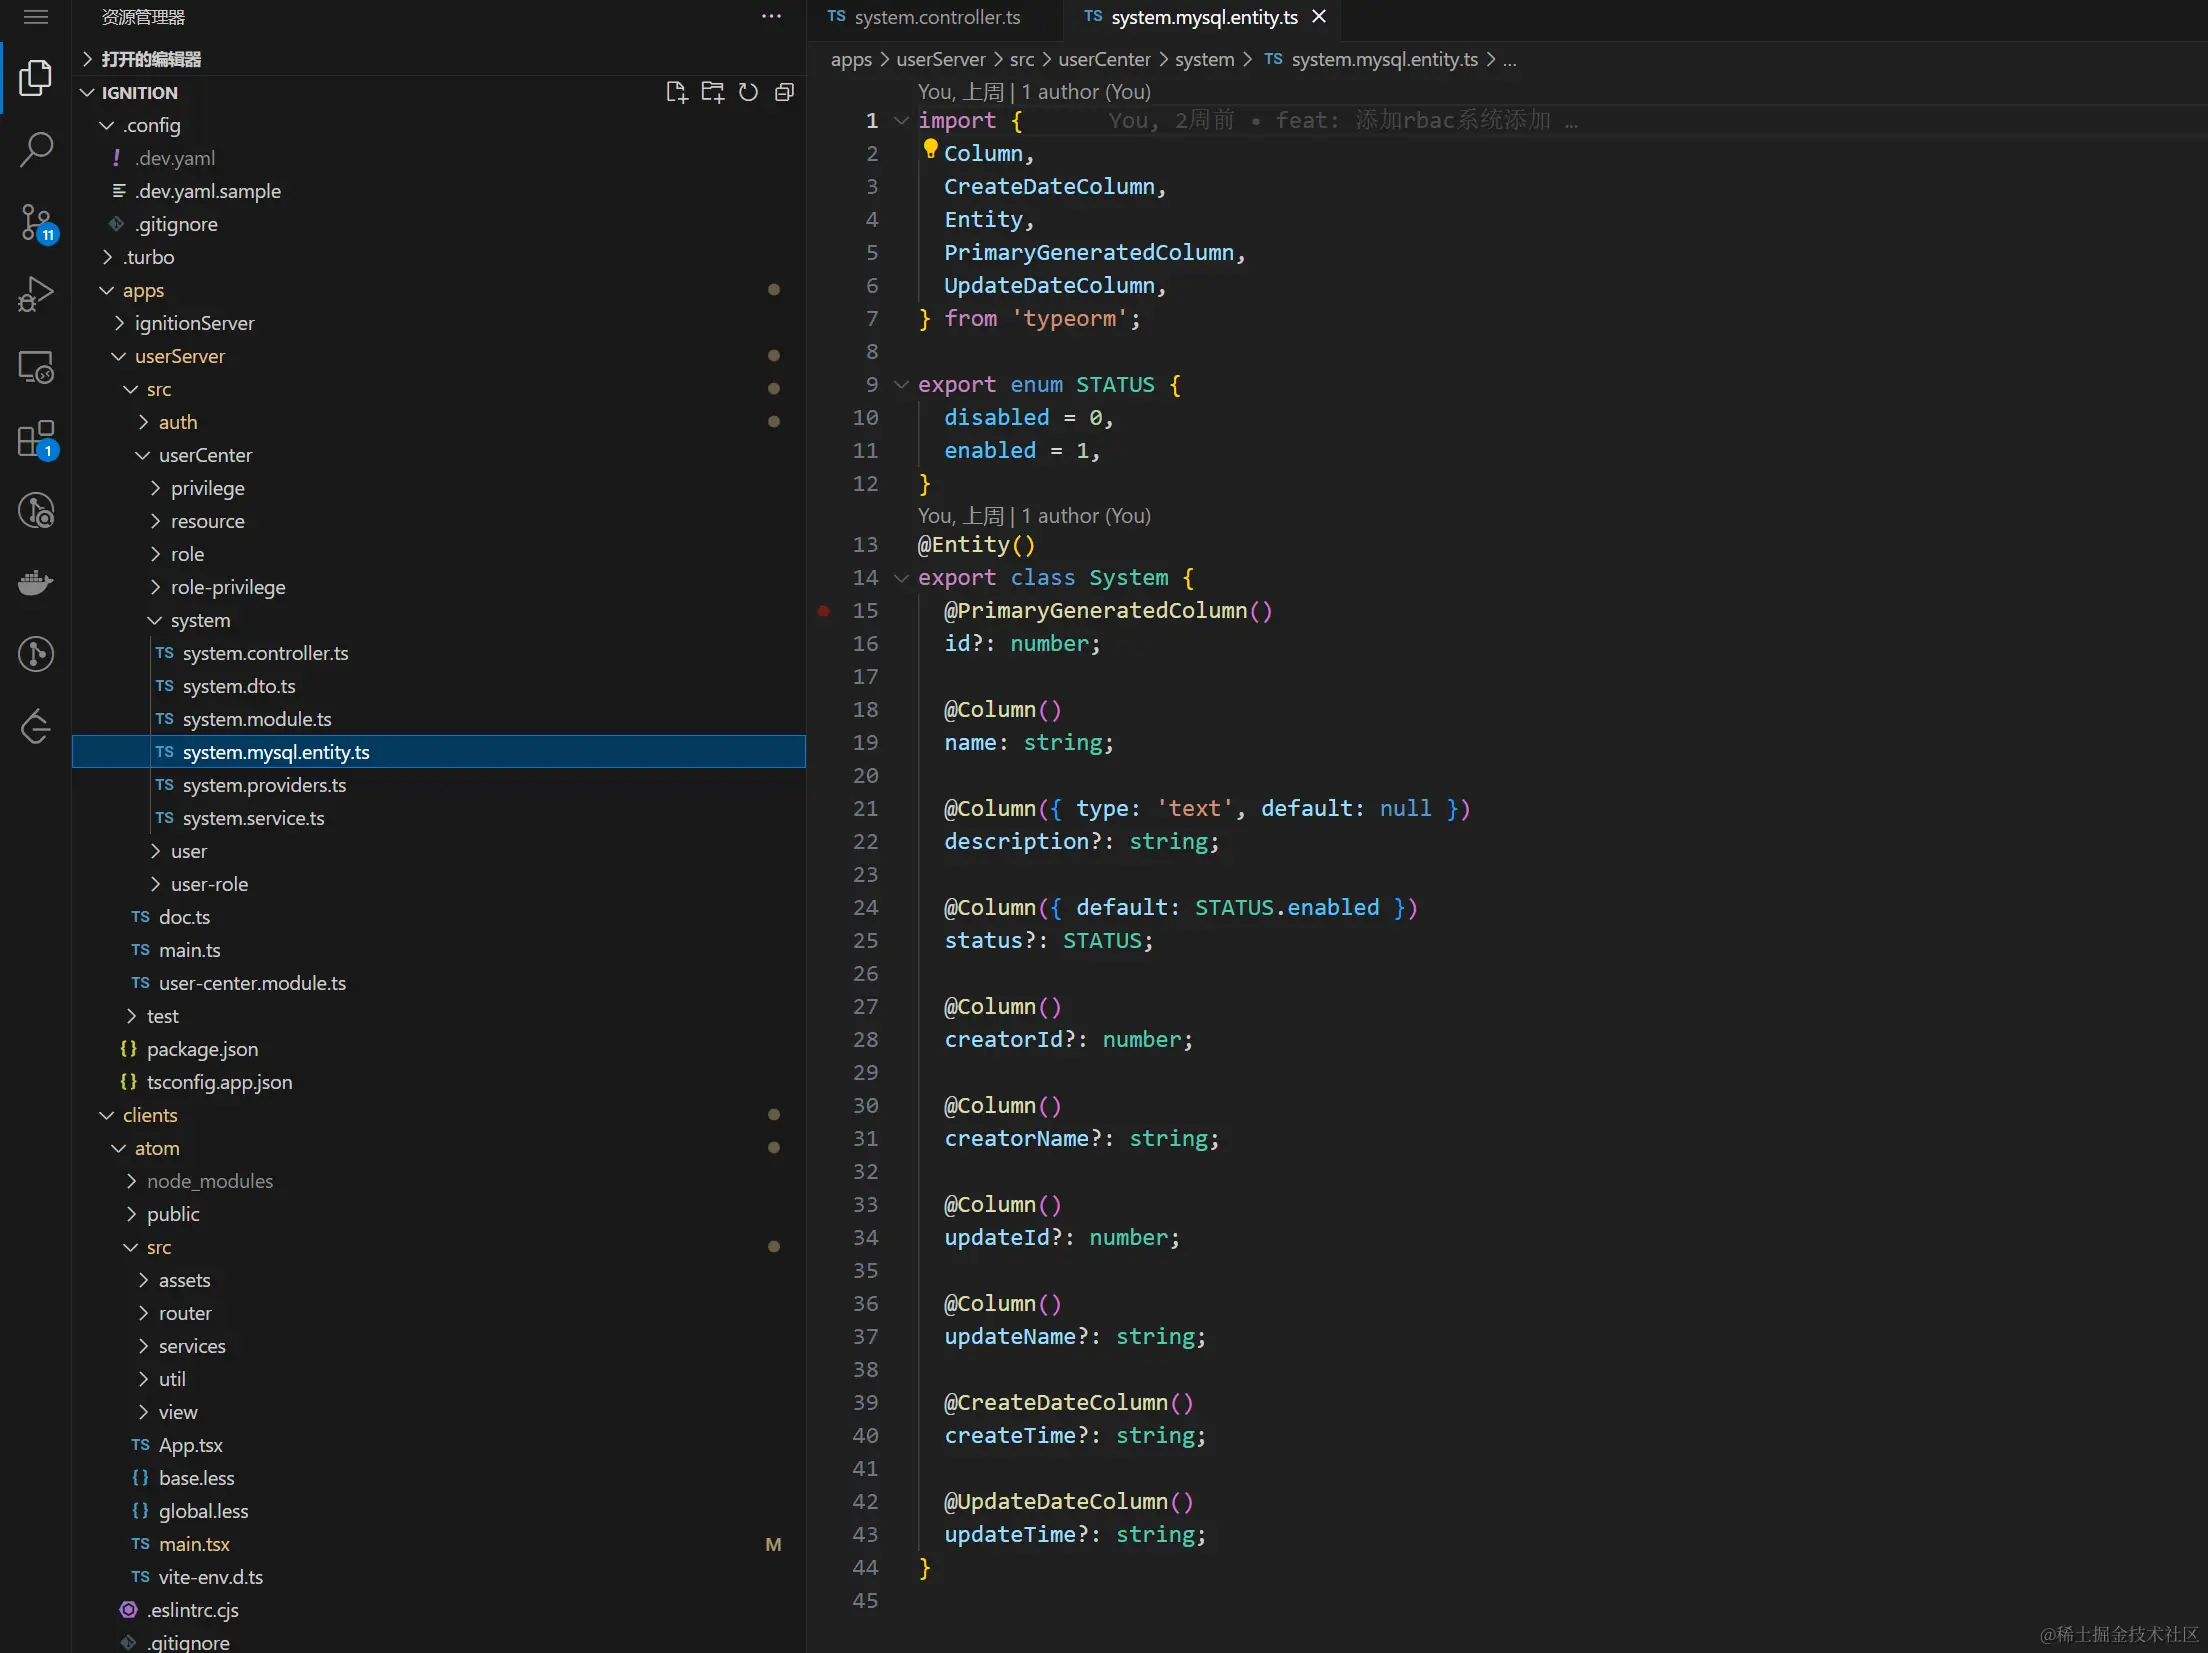 资源管理器
打开的编辑器
IGNITION
.config
! .dev.yaml
.dev.yaml.sample
.gitignore
.turbo
apps
ignitionServer
userServer
src
auth
userCenter
privilege
resource
role
role-privilege
system
TS system.controller.ts
TS system.dto.ts
TS system.module.ts
TS system.mysql.entity.ts
TS system.providers.ts
TS system.service.ts
user
user-role
TS doc.ts
TS main.ts
TS user-center.module.ts
test
{} package.json
{} tsconfig.app.json
clients
atom
node_modules
public
src
assets
router
services
util
view
TS App.tsx
{} base.less
{} global.less
TS main.tsx M
TS vite-env.d.ts
.eslintrc.cjs
.gitignore
11
1
TS system.controller.ts
TS system.mysql.entity.ts
apps > userServer > src > userCenter > system > TS system.mysql.entity.ts > ...
You, 上周 | 1 author (You)
1 import { You, 2周前 • feat: 添加rbac系统添加 …
2 Column,
3 CreateDateColumn,
4 Entity,
5 PrimaryGeneratedColumn,
6 UpdateDateColumn,
7 } from 'typeorm';
8
9 export enum STATUS {
10 disabled = 0,
11 enabled = 1,
12 }
You, 上周 | 1 author (You)
13 @Entity()
14 export class System {
15 @PrimaryGeneratedColumn()
16 id?: number;
17
18 @Column()
19 name: string;
20
21 @Column({ type: 'text', default: null })
22 description?: string;
23
24 @Column({ default: STATUS.enabled })
25 status?: STATUS;
26
27 @Column()
28 creatorId?: number;
29
30 @Column()
31 creatorName?: string;
32
33 @Column()
34 updateId?: number;
35
36 @Column()
37 updateName?: string;
38
39 @CreateDateColumn()
40 createTime?: string;
41
42 @UpdateDateColumn()
43 updateTime?: string;
44 }
45
@稀土掘金技术社区